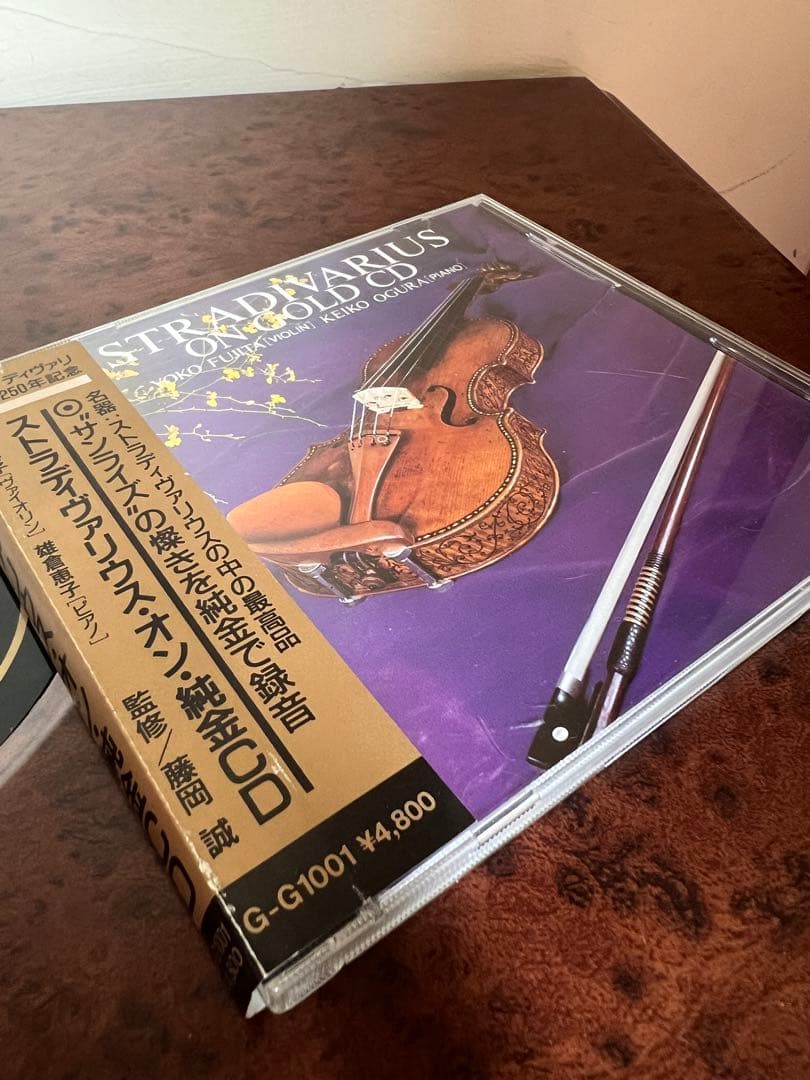 STRADIVARIUS
ON GOLD CD
YOKO FUJITA [VIOLIN] KEIKO OGURA [PIANO]
ディヴァリ
250年記念
名器・ストラディヴァリウスの中の最高品
"サンライズ"の燦きを純金で録音
ストラディヴァリウス・オン・純金CD
[ヴァイオリン] 雄倉恵子[ピアノ]
監修/藤岡 誠
G-G1001 ¥4,800